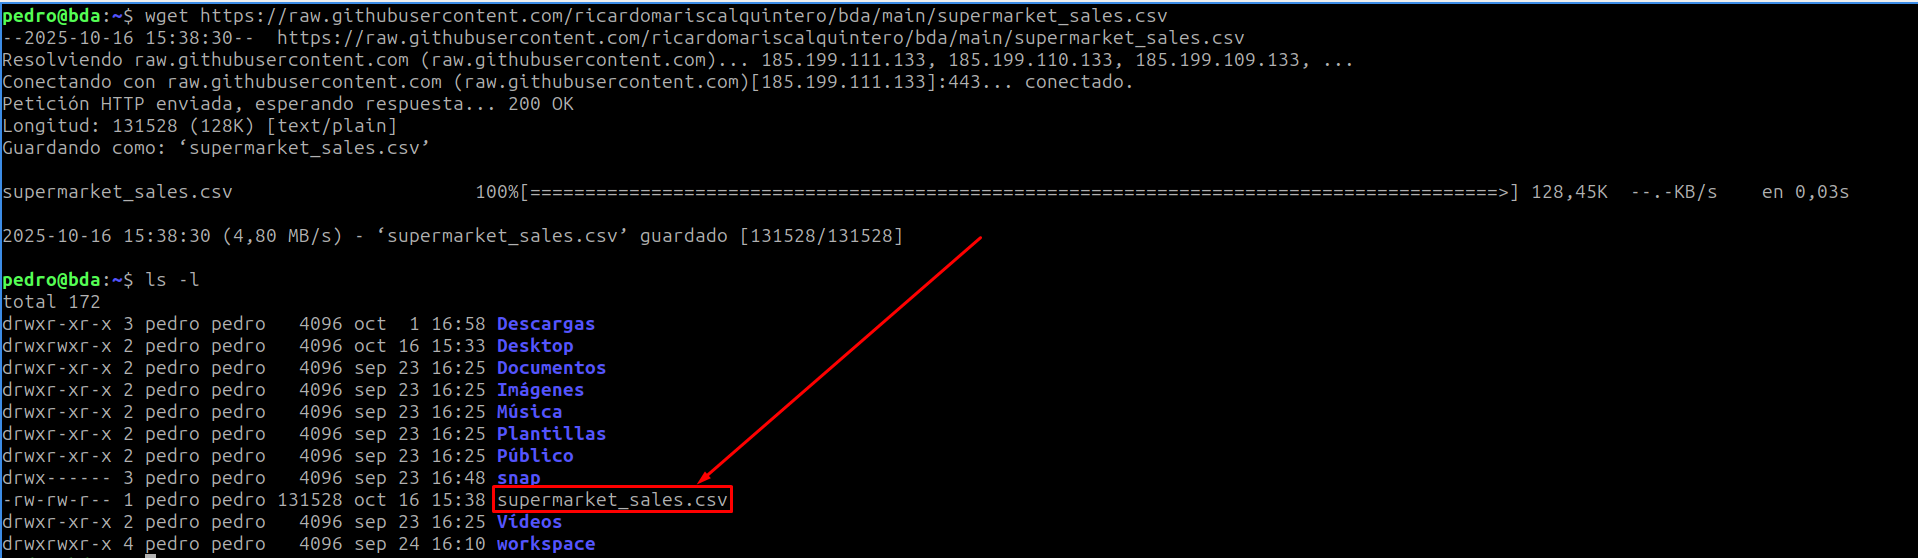 pedro@bda:~$ wget https://raw.githubusercontent.com/ricardomariscalquintero/bda/main/supermarket_sales.csv
--2025-10-16 15:38:30--  https://raw.githubusercontent.com/ricardomariscalquintero/bda/main/supermarket_sales.csv
Resolviendo raw.githubusercontent.com (raw.githubusercontent.com)... 185.199.111.133, 185.199.110.133, 185.199.109.133, ...
Conectando con raw.githubusercontent.com (raw.githubusercontent.com)[185.199.111.133]:443... conectado.
Petición HTTP enviada, esperando respuesta... 200 OK
Longitud: 131528 (128K) [text/plain]
Guardando como: ‘supermarket_sales.csv’
supermarket_sales.csv 100%[========================================================================================>] 128,45K  --.-KB/s    en 0,03s
2025-10-16 15:38:30 (4,80 MB/s) - ‘supermarket_sales.csv’ guardado [131528/131528]
pedro@bda:~$ ls -l
total 172
drwxr-xr-x 3 pedro pedro   4096 oct  1 16:58 Descargas
drwxrwxr-x 2 pedro pedro   4096 oct 16 15:33 Desktop
drwxr-xr-x 2 pedro pedro   4096 sep 23 16:25 Documentos
drwxr-xr-x 2 pedro pedro   4096 sep 23 16:25 Imágenes
drwxr-xr-x 2 pedro pedro   4096 sep 23 16:25 Música
drwxr-xr-x 2 pedro pedro   4096 sep 23 16:25 Plantillas
drwxr-xr-x 2 pedro pedro   4096 sep 23 16:25 Público
drwx------ 3 pedro pedro   4096 sep 23 16:48 snap
-rw-rw-r-- 1 pedro pedro 131528 oct 16 15:38 supermarket_sales.csv
drwxr-xr-x 2 pedro pedro   4096 sep 23 16:25 Vídeos
drwxrwxr-x 4 pedro pedro   4096 sep 24 16:10 workspace